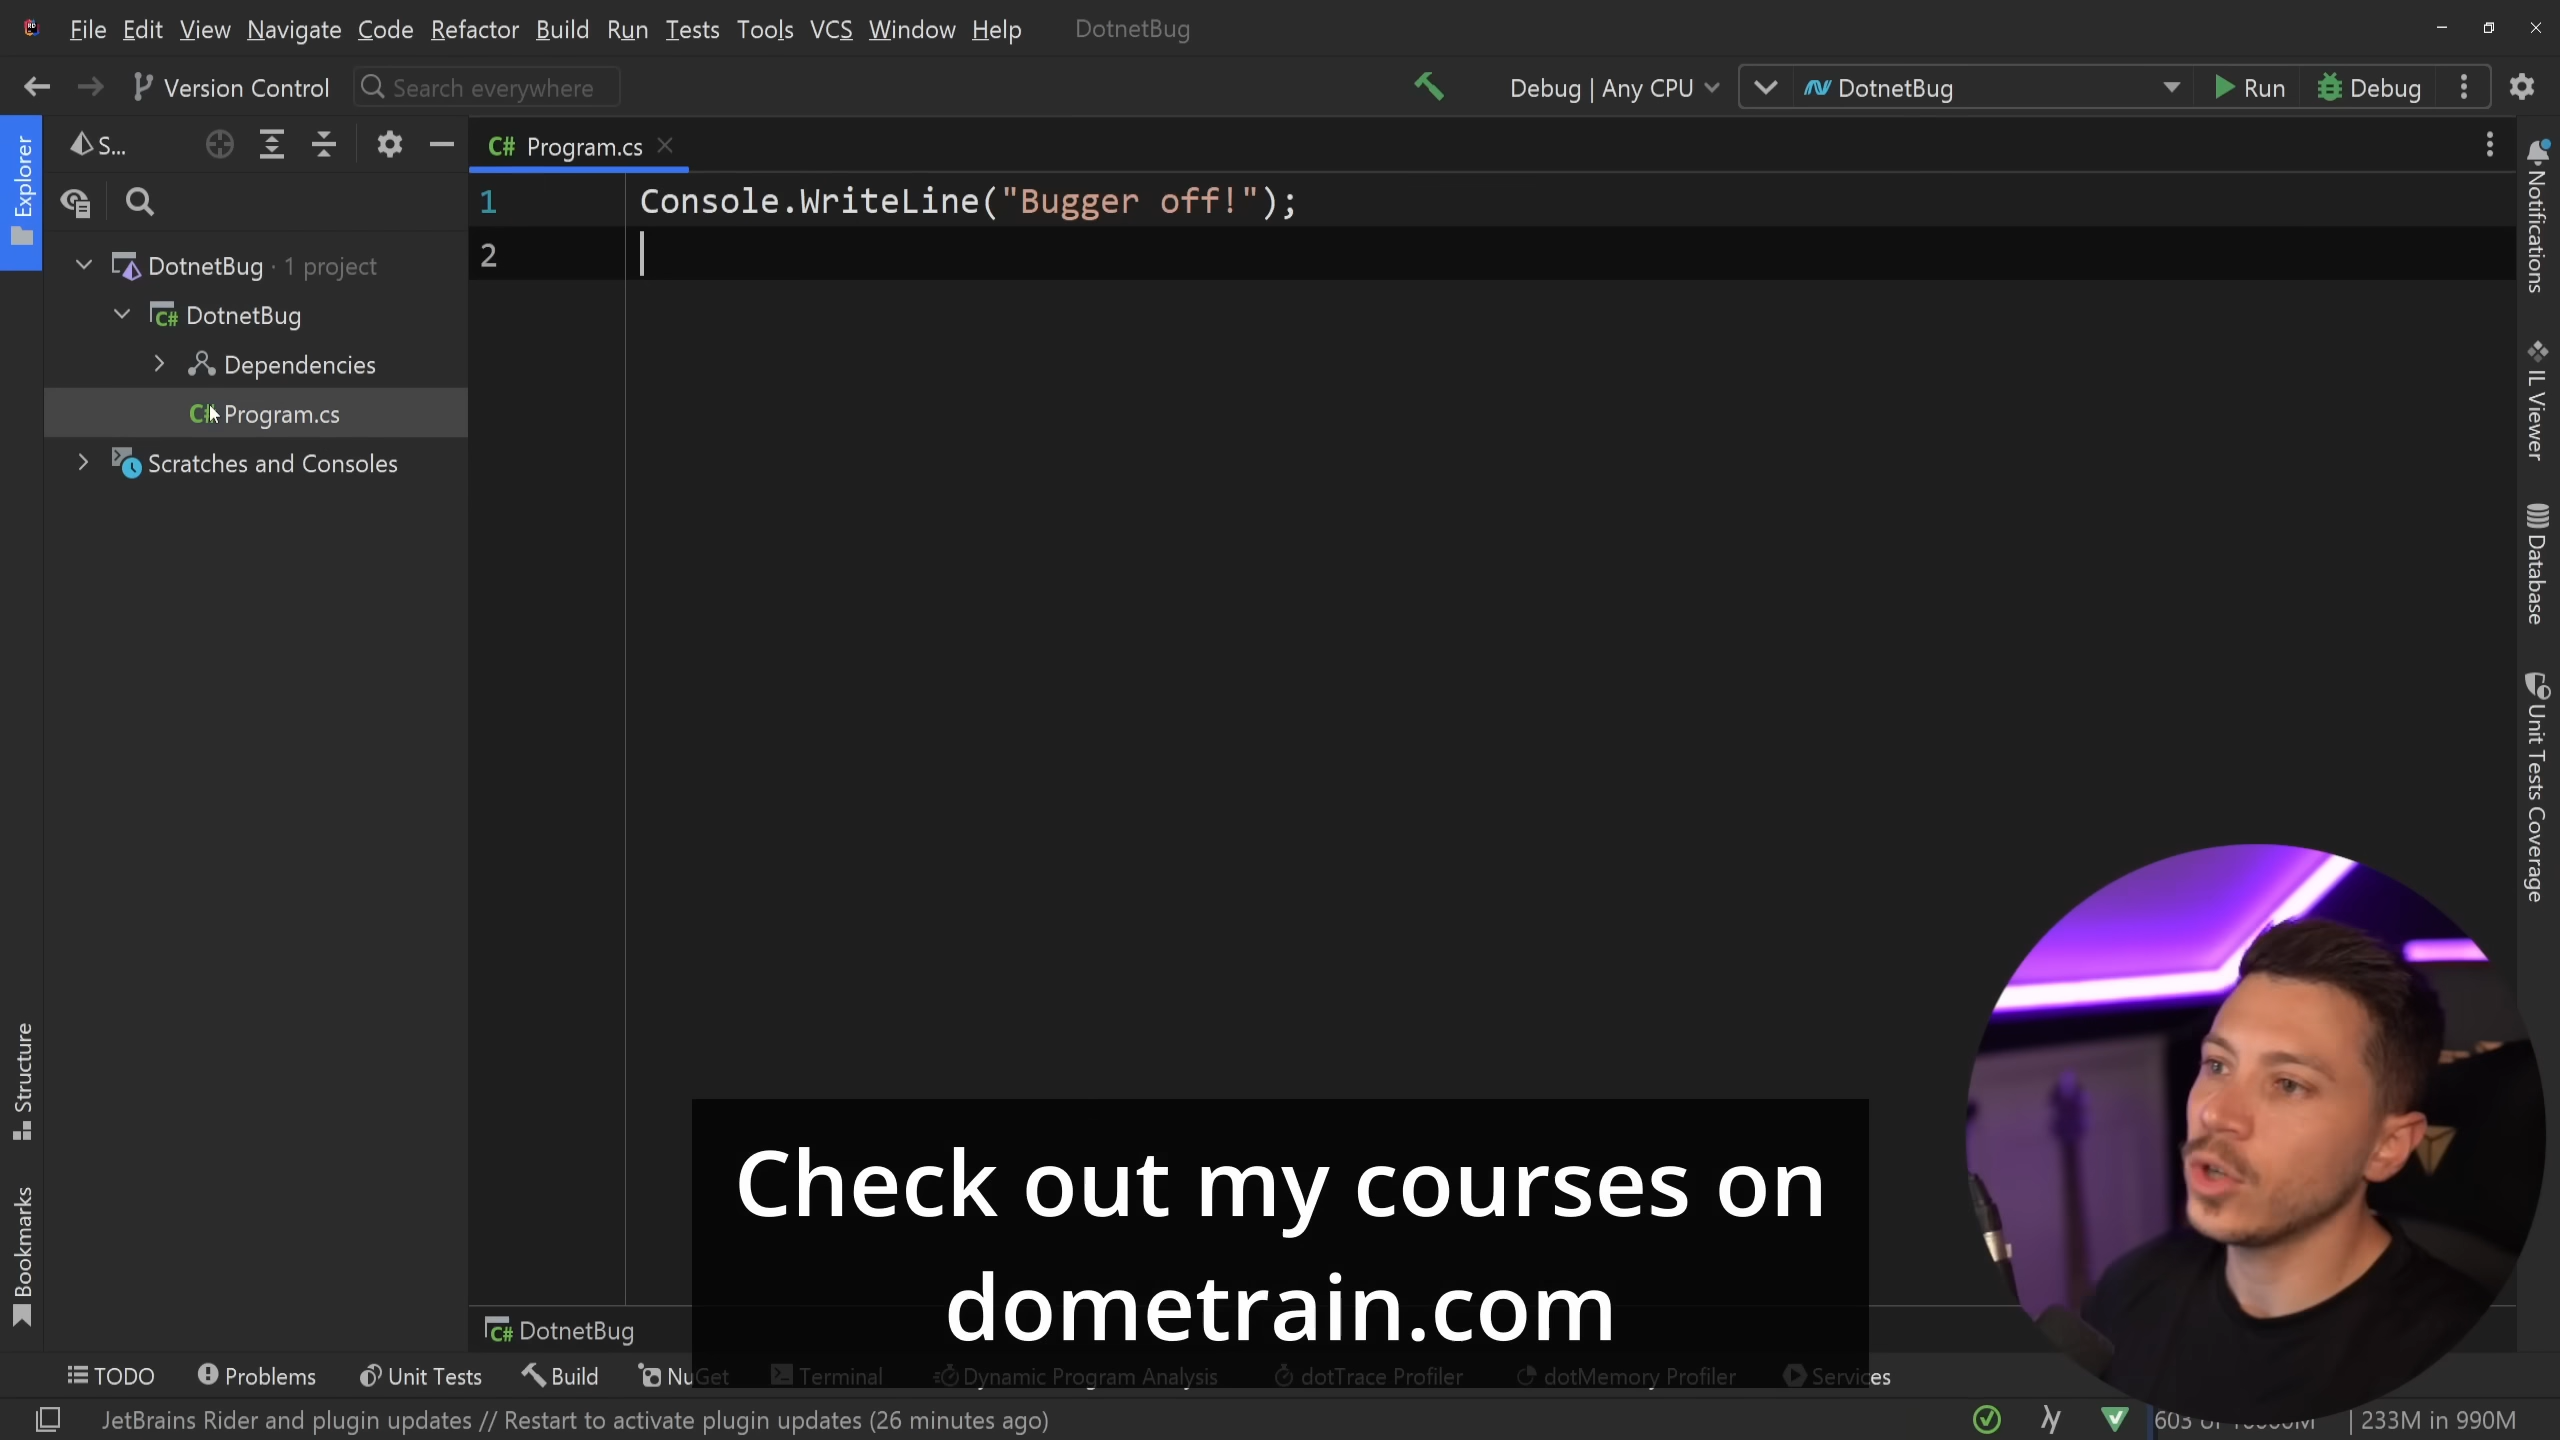 File Edit View Navigate Code Refactor Build Run Tests Tools VCS Window Help DotnetBug
Version Control Search everywhere Debug | Any CPU DotnetBug Run Debug
Explorer
S...
C# Program.cs
1 Console.WriteLine("Bugger off!");
2
DotnetBug · 1 project
C# DotnetBug
Dependencies
C# Program.cs
Scratches and Consoles
Notifications
IL Viewer
Database
Unit Tests Coverage
Structure
Bookmarks
Check out my courses on
dometrain.com
C# DotnetBug
TODO Problems Unit Tests Build NuGet Terminal Dynamic Program Analysis dotTrace Profiler dotMemory Profiler Services
JetBrains Rider and plugin updates // Restart to activate plugin updates (26 minutes ago) 603 of 233M in 990M